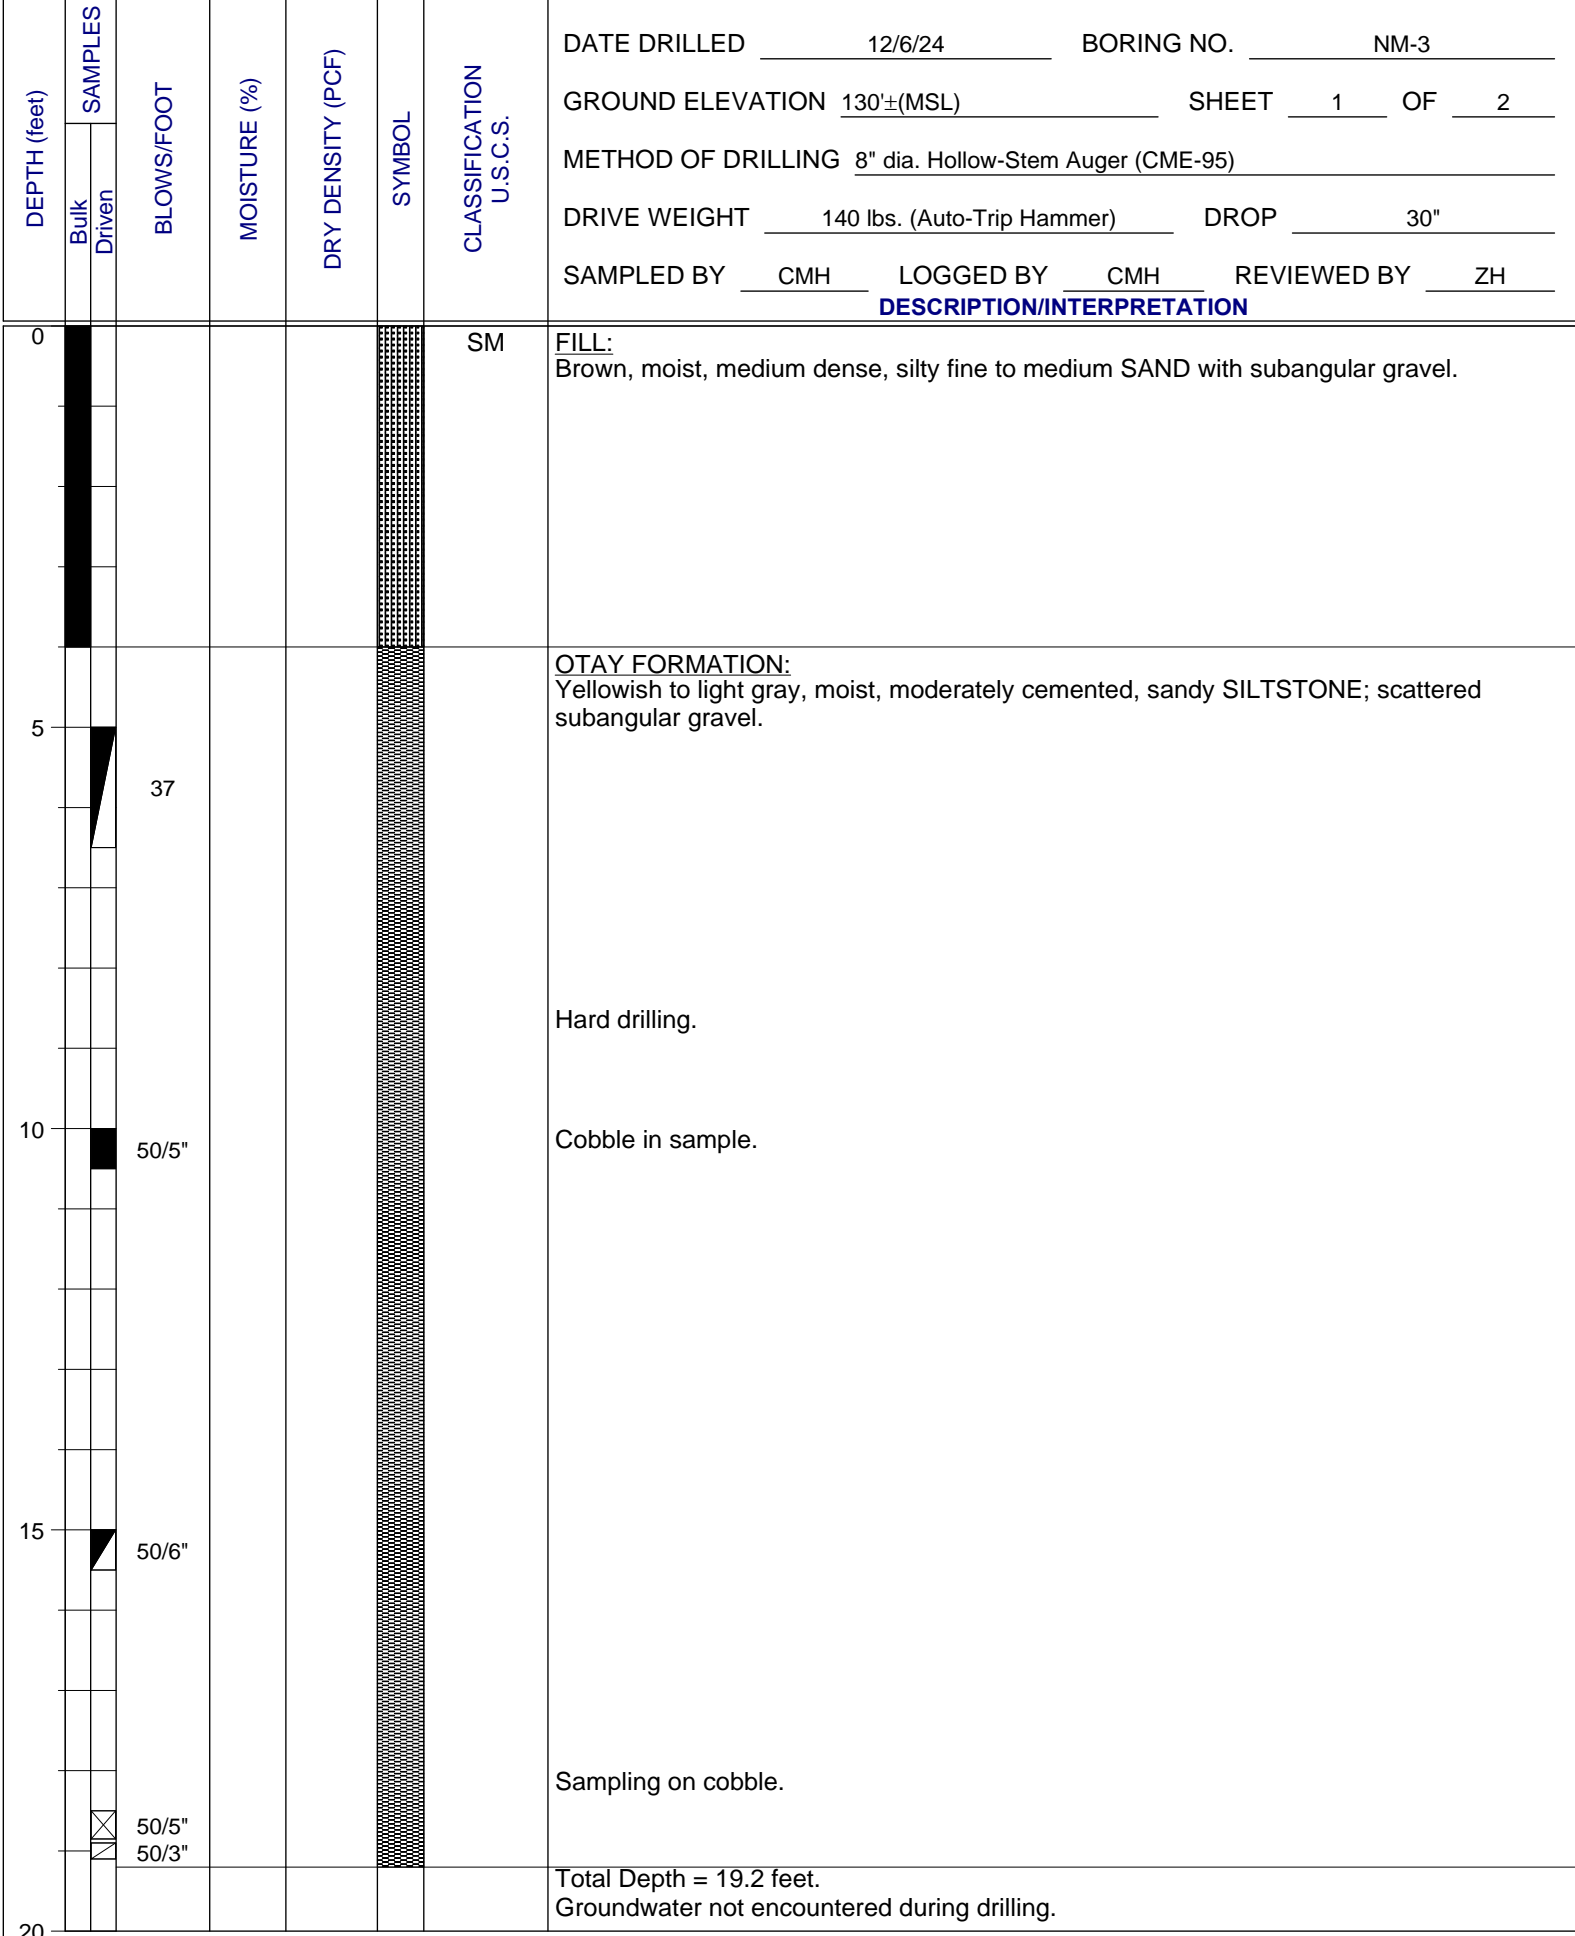 DEPTH (feet)
SAMPLES
Bulk
Driven
BLOWS/FOOT
MOISTURE (%)
DRY DENSITY (PCF)
SYMBOL
CLASSIFICATION
U.S.C.S.
DATE DRILLED 12/6/24 BORING NO. NM-3
GROUND ELEVATION 130'±(MSL) SHEET 1 OF 2
METHOD OF DRILLING 8" dia. Hollow-Stem Auger (CME-95)
DRIVE WEIGHT 140 lbs. (Auto-Trip Hammer) DROP 30"
SAMPLED BY CMH LOGGED BY CMH REVIEWED BY ZH
DESCRIPTION/INTERPRETATION
0 SM FILL:
Brown, moist, medium dense, silty fine to medium SAND with subangular gravel.
OTAY FORMATION:
Yellowish to light gray, moist, moderately cemented, sandy SILTSTONE; scattered
subangular gravel.
5
37
Hard drilling.
10 50/5" Cobble in sample.
15 50/6"
Sampling on cobble.
50/5"
50/3"
Total Depth = 19.2 feet.
Groundwater not encountered during drilling.
20